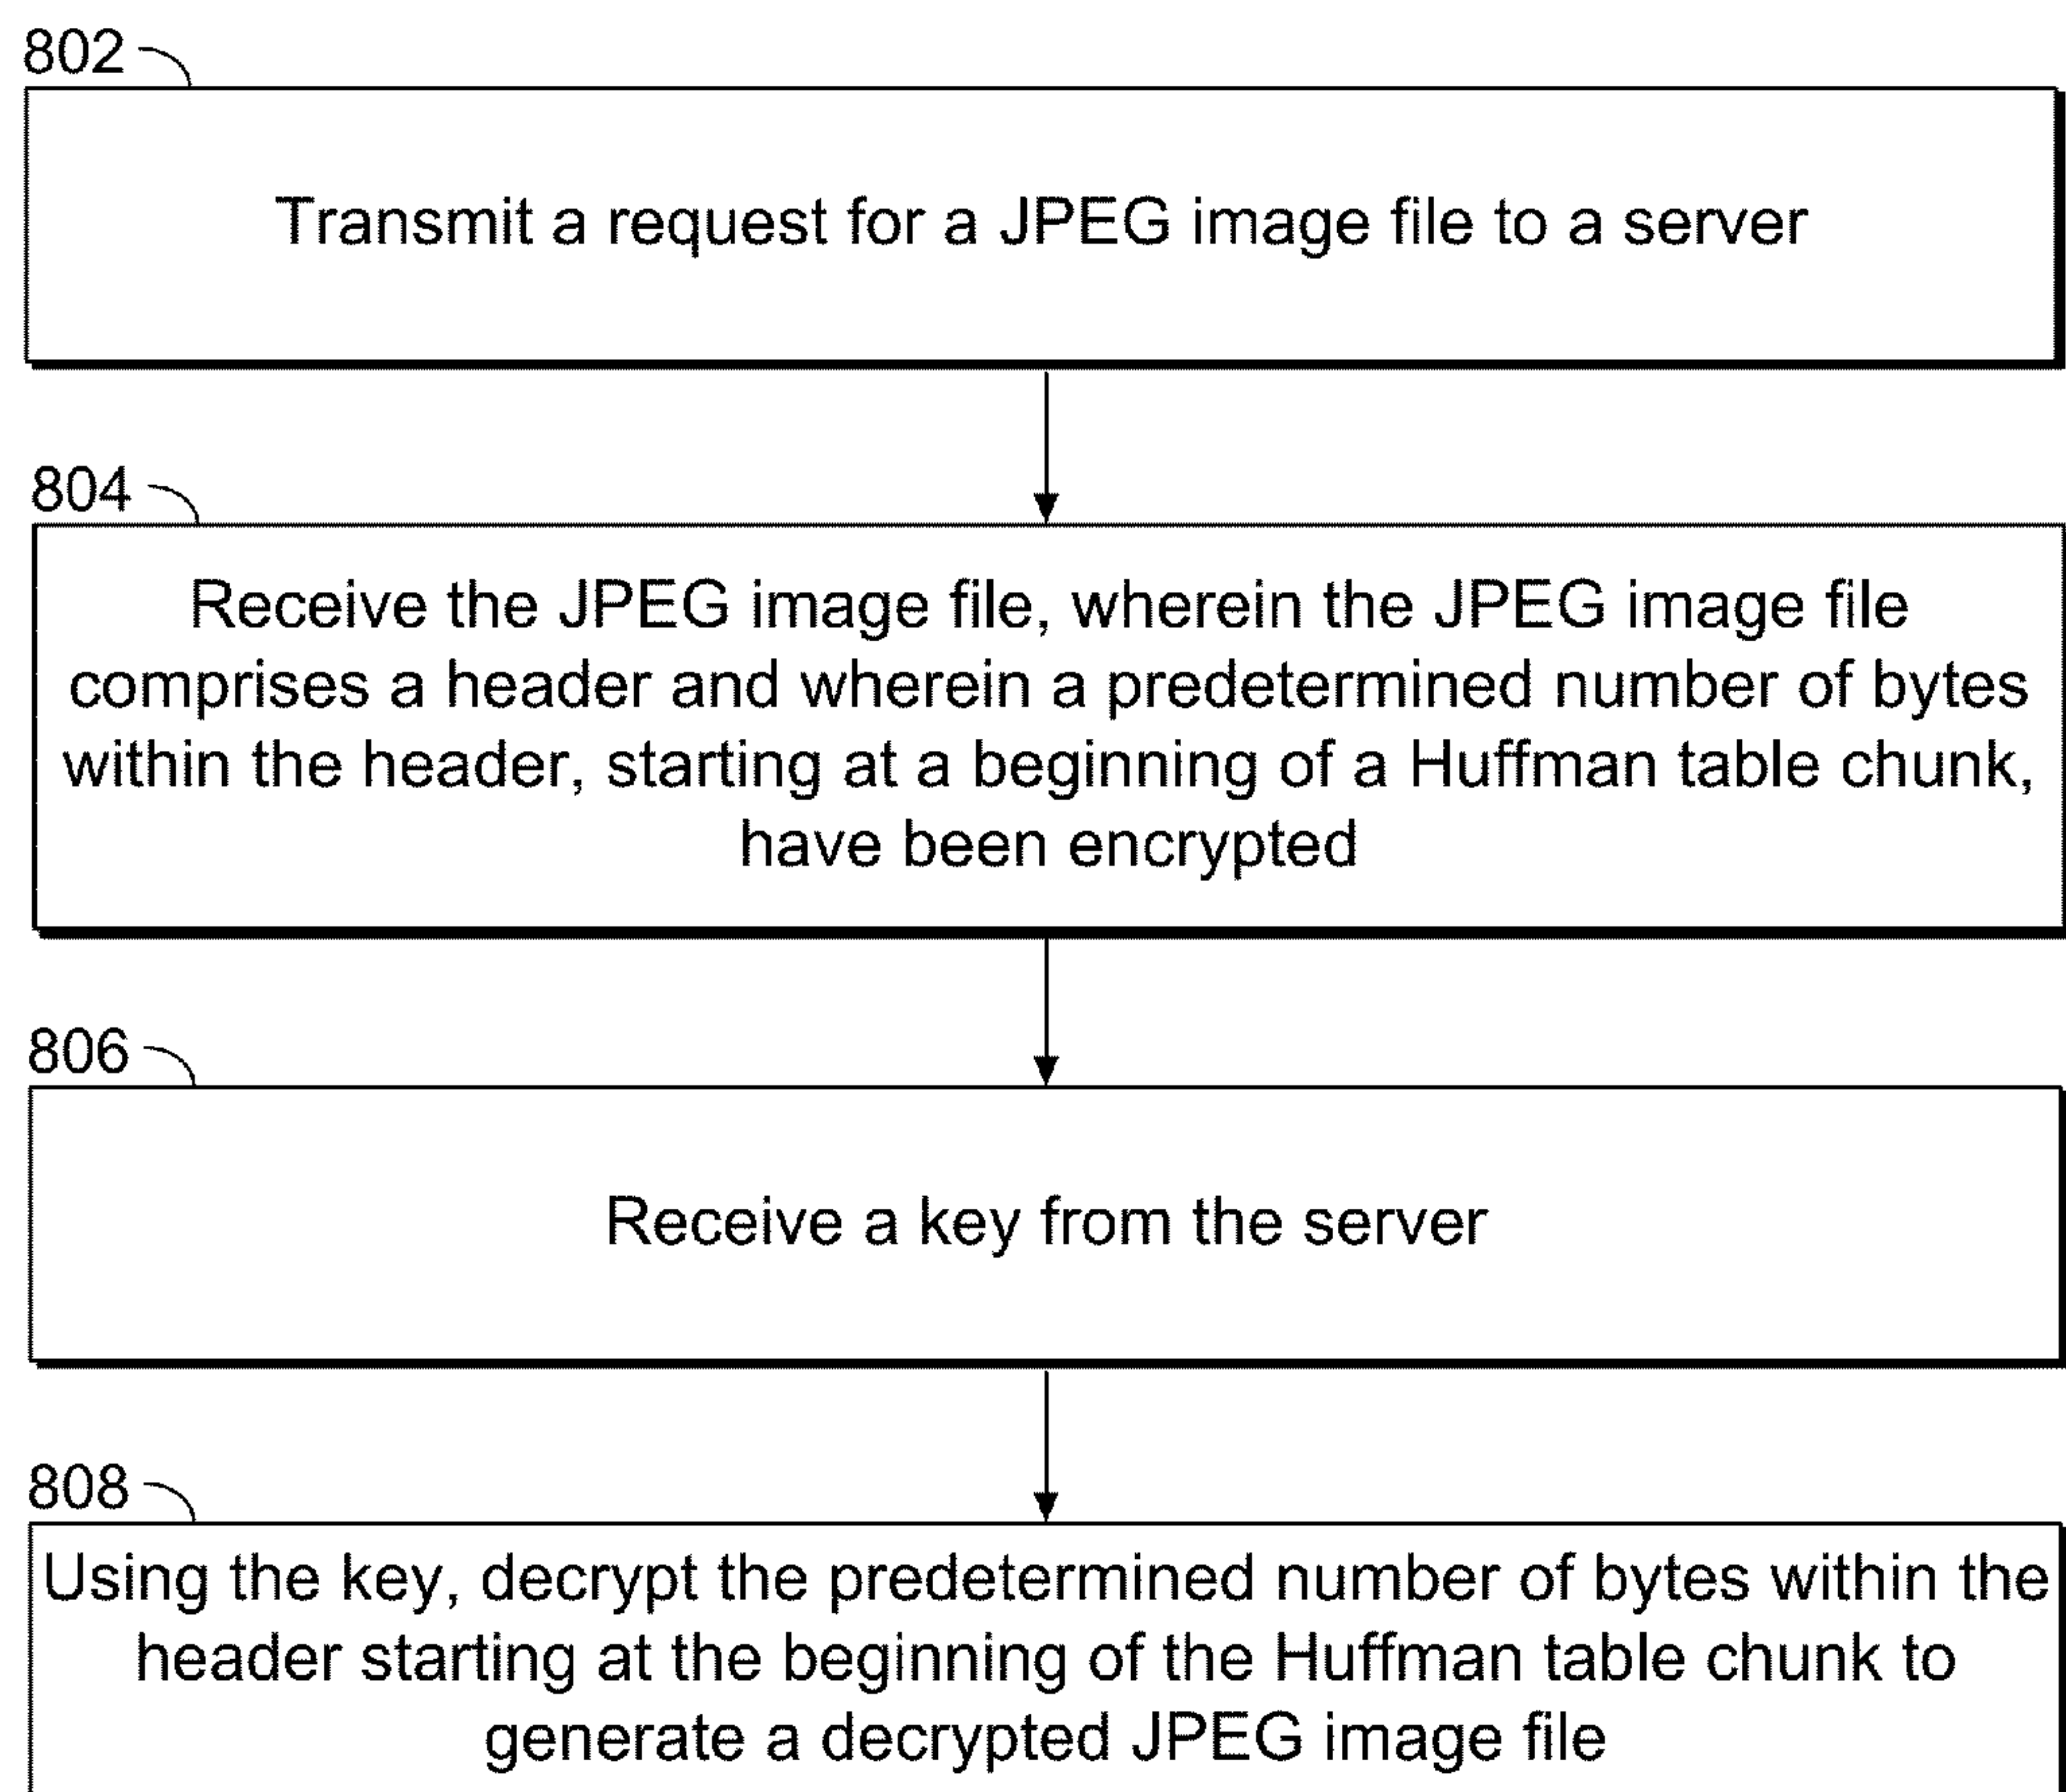 802
Transmit a request for a JPEG image file to a server
804
Receive the JPEG image file, wherein the JPEG image file
comprises a header and wherein a predetermined number of bytes
within the header, starting at a beginning of a Huffman table chunk,
have been encrypted
806
Receive a key from the server
808
Using the key, decrypt the predetermined number of bytes within the
header starting at the beginning of the Huffman table chunk to
generate a decrypted JPEG image file